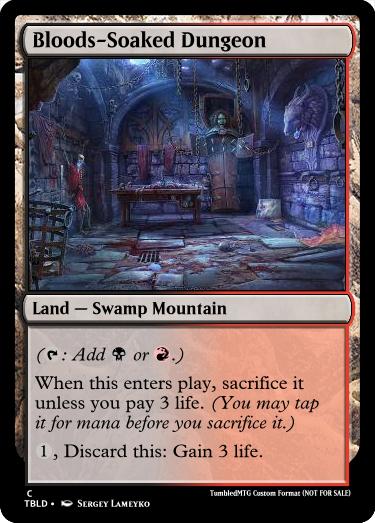 Bloods-Soaked Dungeon
Land — Swamp Mountain
(: Add or .)
When this enters play, sacrifice it
unless you pay 3 life. (You may tap
it for mana before you sacrifice it.)
1, Discard this: Gain 3 life.
C
TBLD • Sergey Lameyko
TumbledMTG Custom Format (NOT FOR SALE)